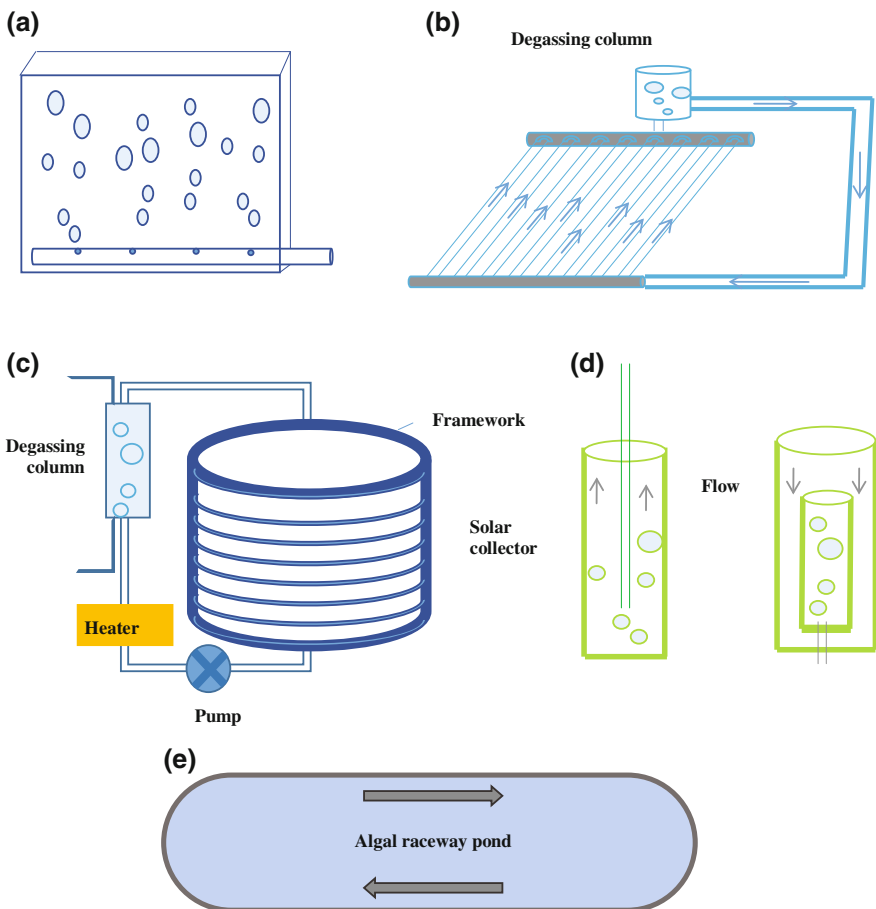 (a)
(b)
Degassing column
(c)
Degassing
column
Framework
Solar
collector
Heater
Pump
(d)
Flow
(e)
Algal raceway pond